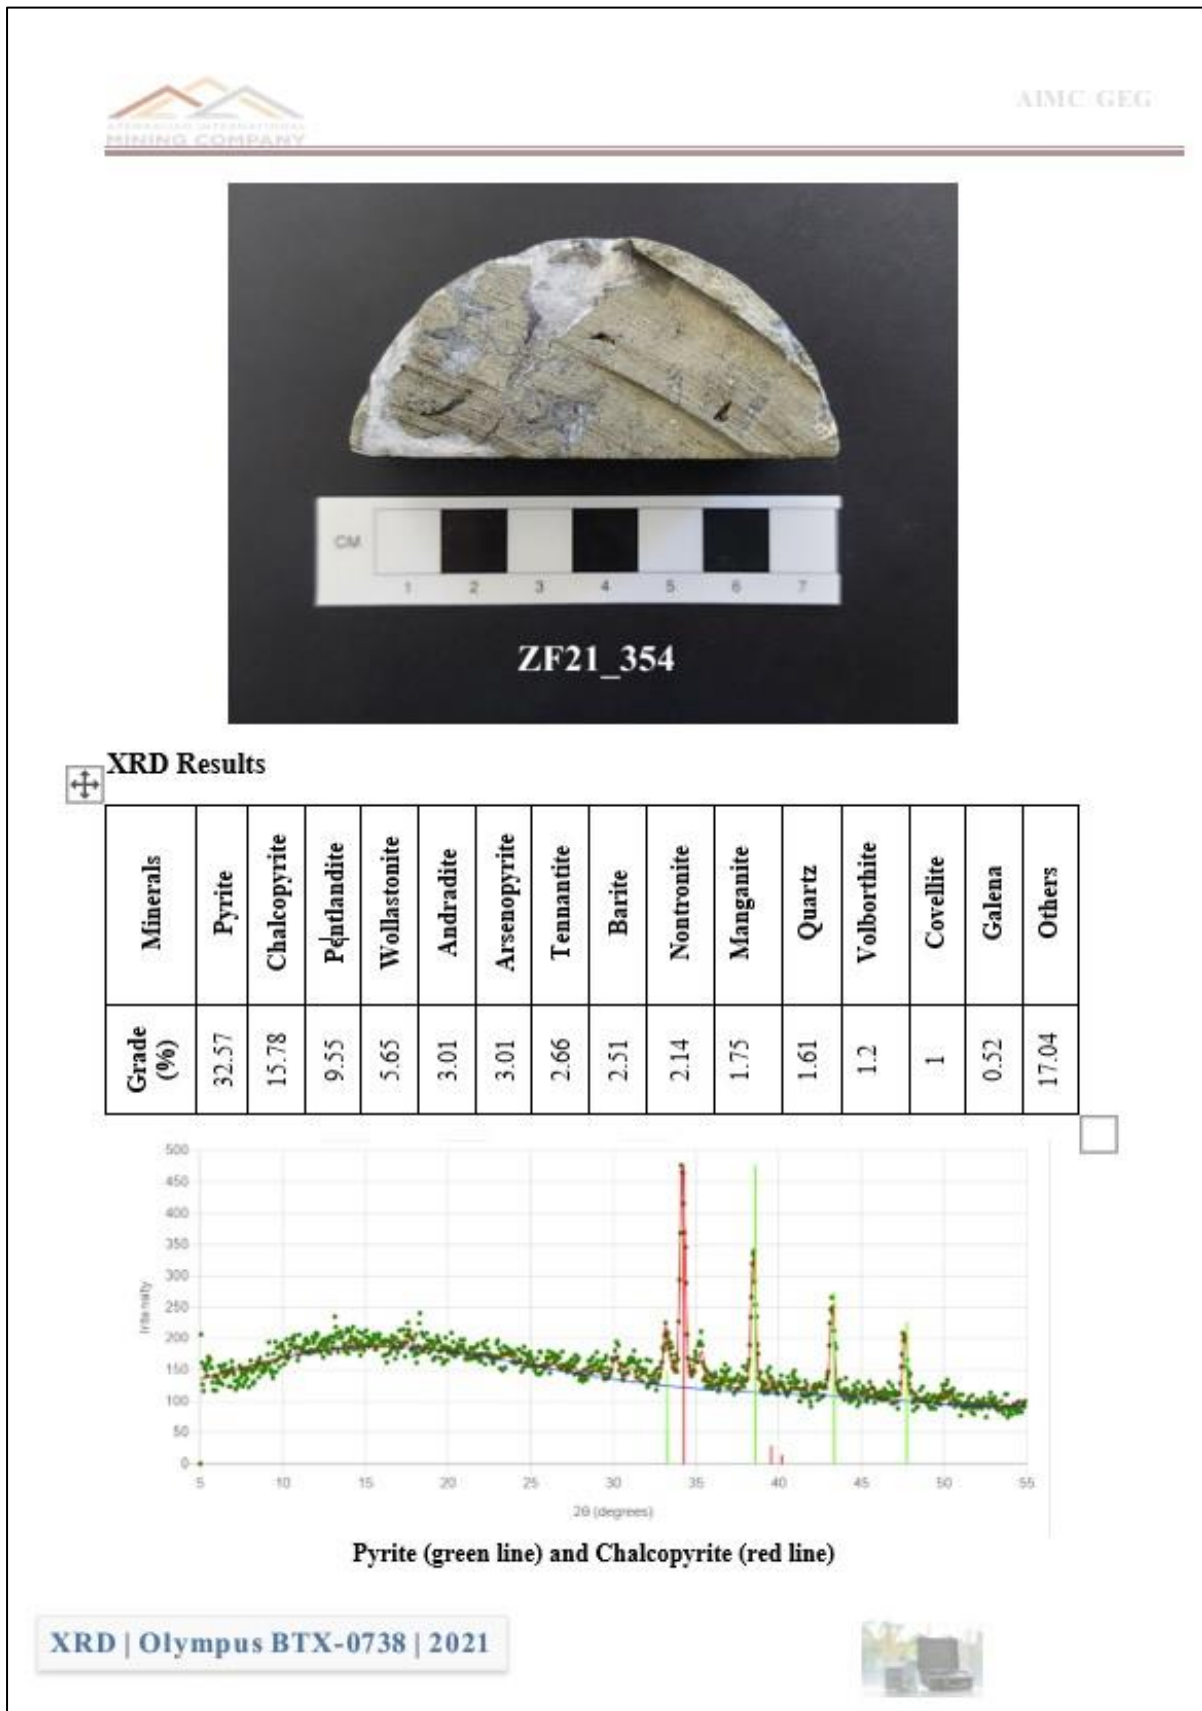 AZERBAIJAN INTERNATIONAL
MINING COMPANY
AIMC GEG
CM
1 2 3 4 5 6 7
ZF21_354
XRD Results
Minerals Pyrite Chalcopyrite Pentlandite Wollastonite Andradite Arsenopyrite Tennantite Barite Nontronite Manganite Quartz Volborthite Covellite Galena Others
Grade (%) 32.57 15.78 9.55 5.65 3.01 3.01 2.66 2.51 2.14 1.75 1.61 1.2 1 0.52 17.04
500
450
400
350
300
250
200
150
100
50
0
Intensity
5 10 15 20 25 30 35 40 45 50 55
2θ (degrees)
Pyrite (green line) and Chalcopyrite (red line)
XRD | Olympus BTX-0738 | 2021